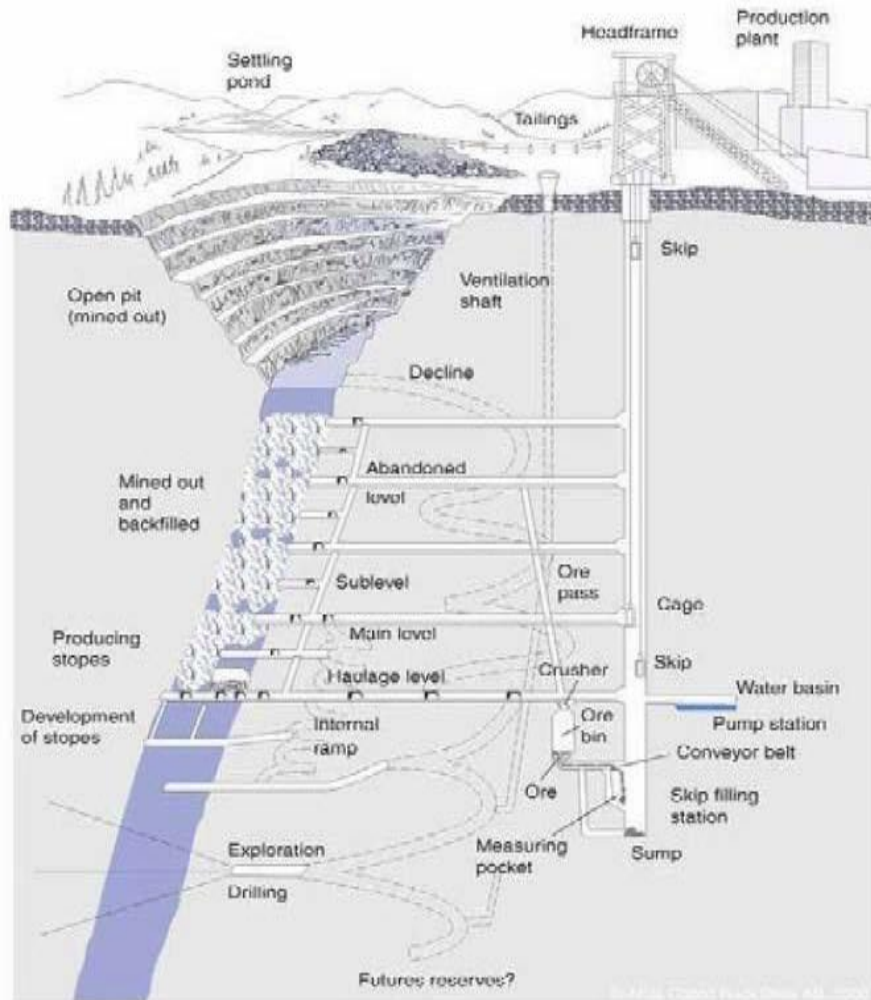 Headframe
Production
plant
Settling
pond
Tailings
Skip
Ventilation
shaft
Open pit
(mined out)
Decline
Abandoned
level
Mined out
and
backfilled
Sublevel
Ore
pass
Cage
Main level
Producing
stopes
Skip
Crusher
Haulage level
Water basin
Ore
bin
Pump station
Development
of stopes
Internal
ramp
Conveyor belt
Ore
Skip filling
station
Measuring
pocket
Sump
Exploration
Drilling
Futures reserves?